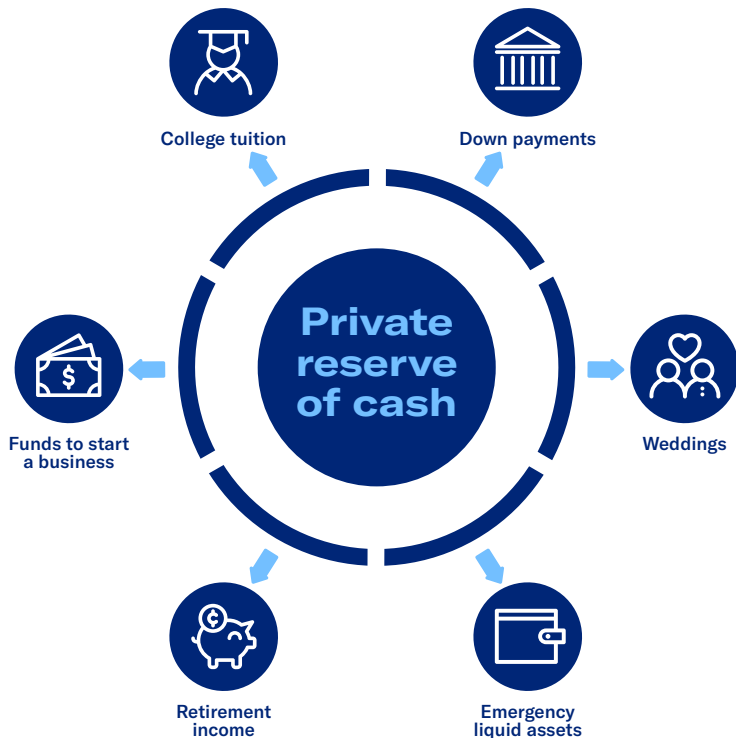 College tuition
Down payments
Private
reserve
of cash
$
Funds to start
a business
Weddings
¢
Retirement
income
Emergency
liquid assets